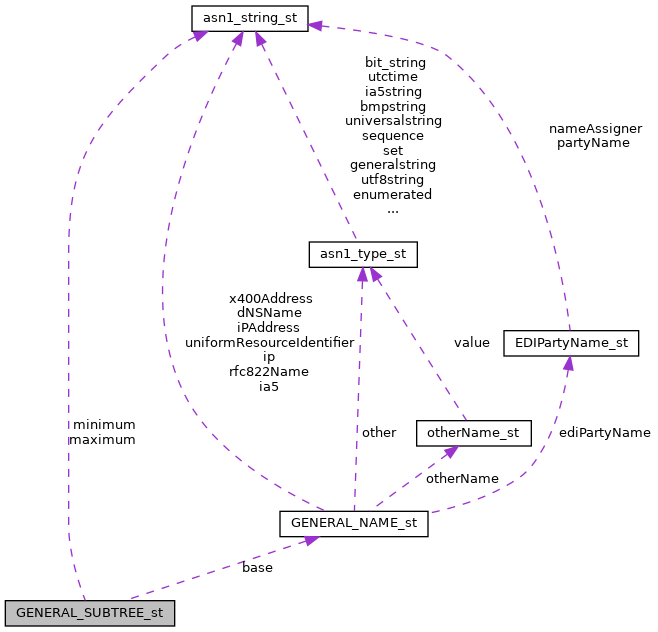 asn1_string_st
bit_string
utctime
ia5string
bmpstring
universalstring
sequence
set
generalstring
utf8string
enumerated
...
nameAssigner
partyName
asn1_type_st
x400Address
dNSName
iPAddress
uniformResourceIdentifier
ip
rfc822Name
ia5
value
EDIPartyName_st
minimum
maximum
other
otherName_st
ediPartyName
otherName
GENERAL_NAME_st
base
GENERAL_SUBTREE_st